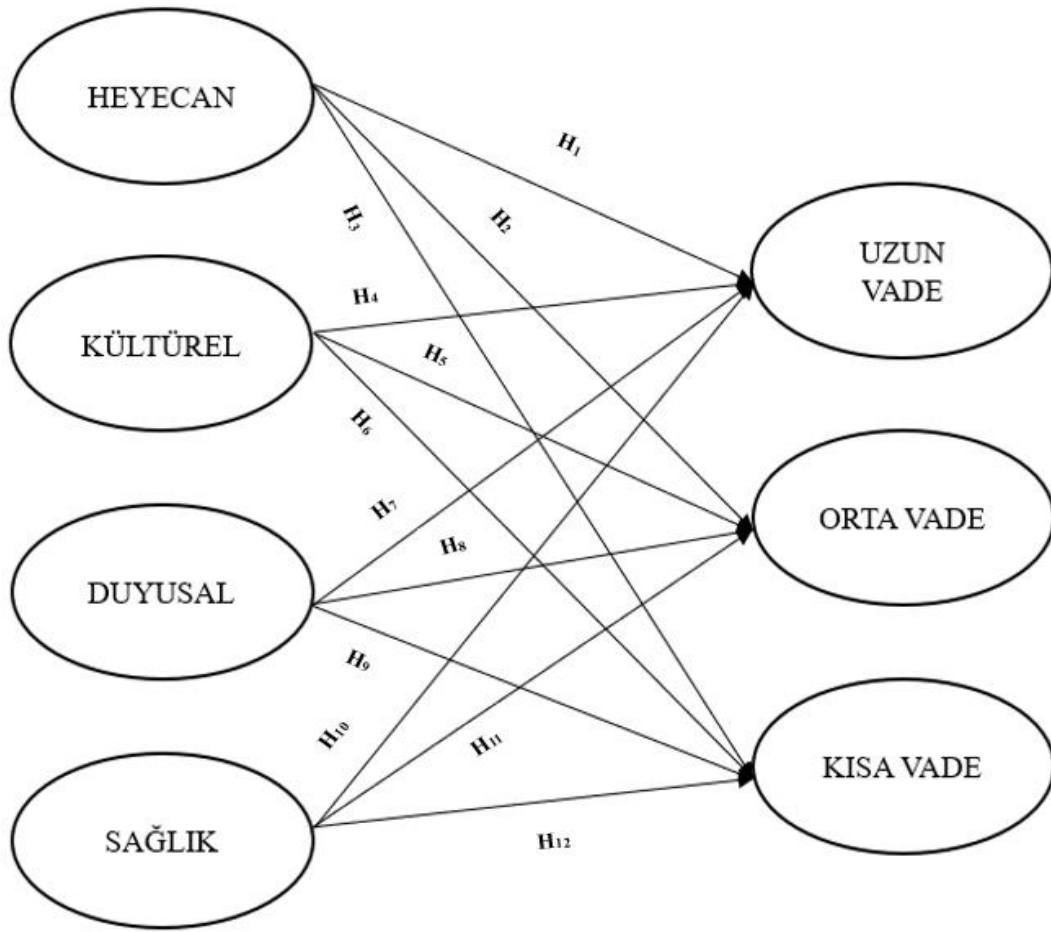 HEYECAN
H₁
H₃
H₂
UZUN
VADE
KÜLTÜREL
H₄
H₅
H₆
ORTA VADE
DUYUSAL
H₇
H₈
H₉
KISA VADE
SAĞLIK
H₁₀
H₁₁
H₁₂